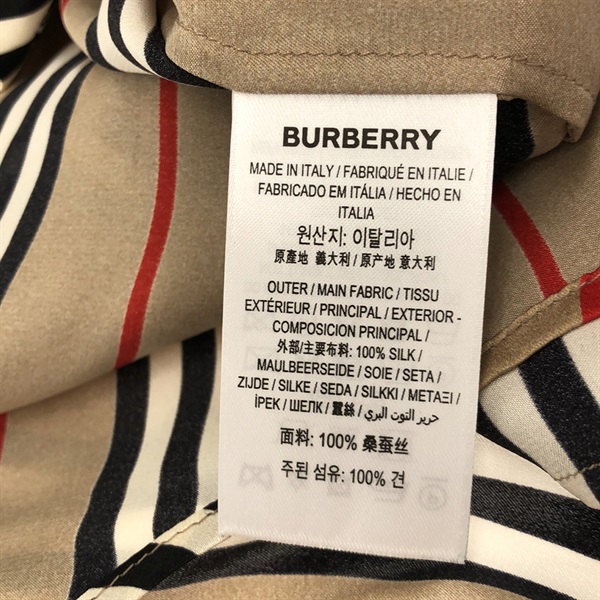 BURBERRY
MADE IN ITALY / FABRIQUÉ EN ITALIE /
FABRICADO EM ITÁLIA / HECHO EN
ITALIA
원산지: 이탈리아
原產地 義大利 / 原产地 意大利
OUTER / MAIN FABRIC / TISSU
EXTÉRIEUR / PRINCIPAL / EXTERIOR -
COMPOSICION PRINCIPAL /
外部/主要布料: 100% SILK /
MAULBEERSEIDE / SOIE / SETA /
ZIJDE / SILKE / SEDA / SILKKI / ΜΕΤΑΞΙ /
İPEK / ШЕЛК / 蠶絲 / حرير التوت البري
面料: 100% 桑蚕丝
주된 섬유: 100% 견